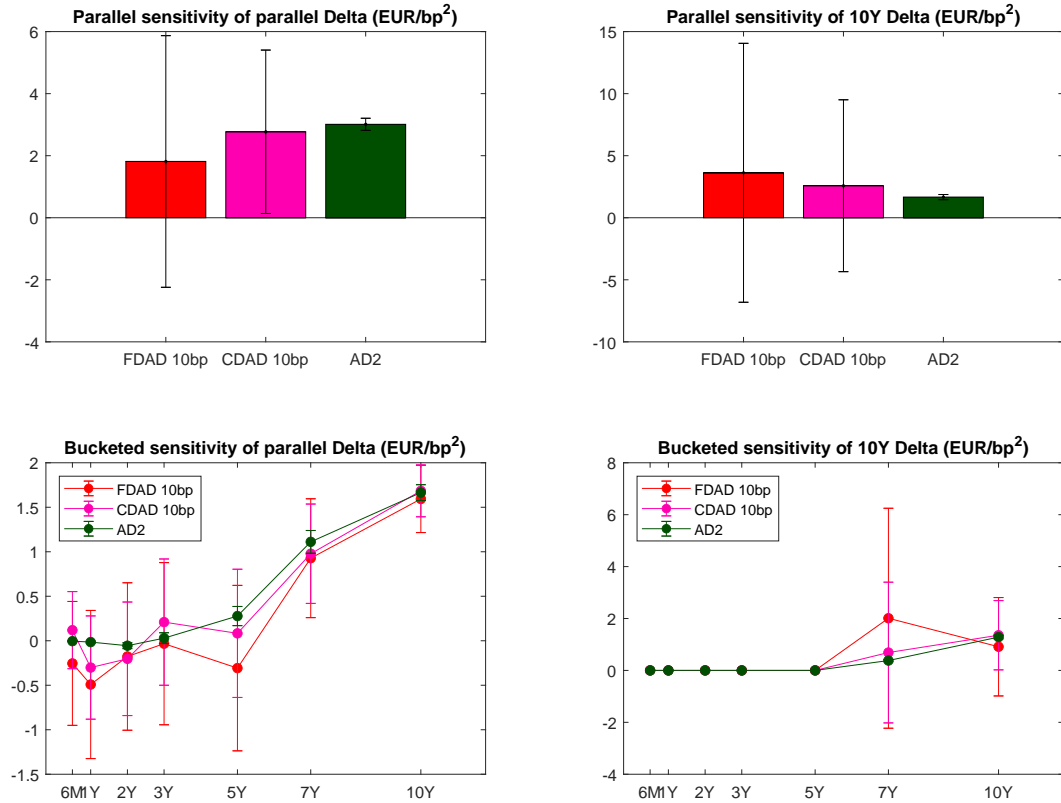 Parallel sensitivity of parallel Delta (EUR/bp²)
6
4
2
0
-2
-4
FDAD 10bp CDAD 10bp AD2
Parallel sensitivity of 10Y Delta (EUR/bp²)
15
10
5
0
-5
-10
FDAD 10bp CDAD 10bp AD2
Bucketed sensitivity of parallel Delta (EUR/bp²)
2
1.5
1
0.5
0
-0.5
-1
-1.5
FDAD 10bp
CDAD 10bp
AD2
6M 1Y 2Y 3Y 5Y 7Y 10Y
Bucketed sensitivity of 10Y Delta (EUR/bp²)
8
6
4
2
0
-2
-4
FDAD 10bp
CDAD 10bp
AD2
6M 1Y 2Y 3Y 5Y 7Y 10Y